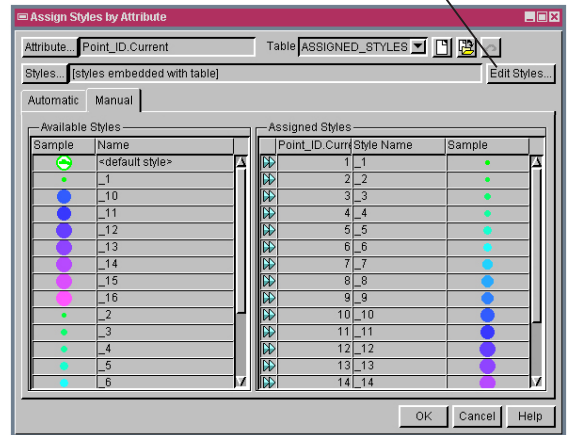 Assign Styles by Attribute
Attribute... Point_ID.Current Table ASSIGNED_STYLES
Styles... [styles embedded with table] Edit Styles...
Automatic Manual
Available Styles Assigned Styles
Sample Name Point_ID.Curr Style Name Sample
<default style> 1 _1
_1 2 _2
_10 3 _3
_11 4 _4
_12 5 _5
_13 6 _6
_14 7 _7
_15 8 _8
_16 9 _9
_2 10 _10
_3 11 _11
_4 12 _12
_5 13 _13
_6 14 _14
OK Cancel Help